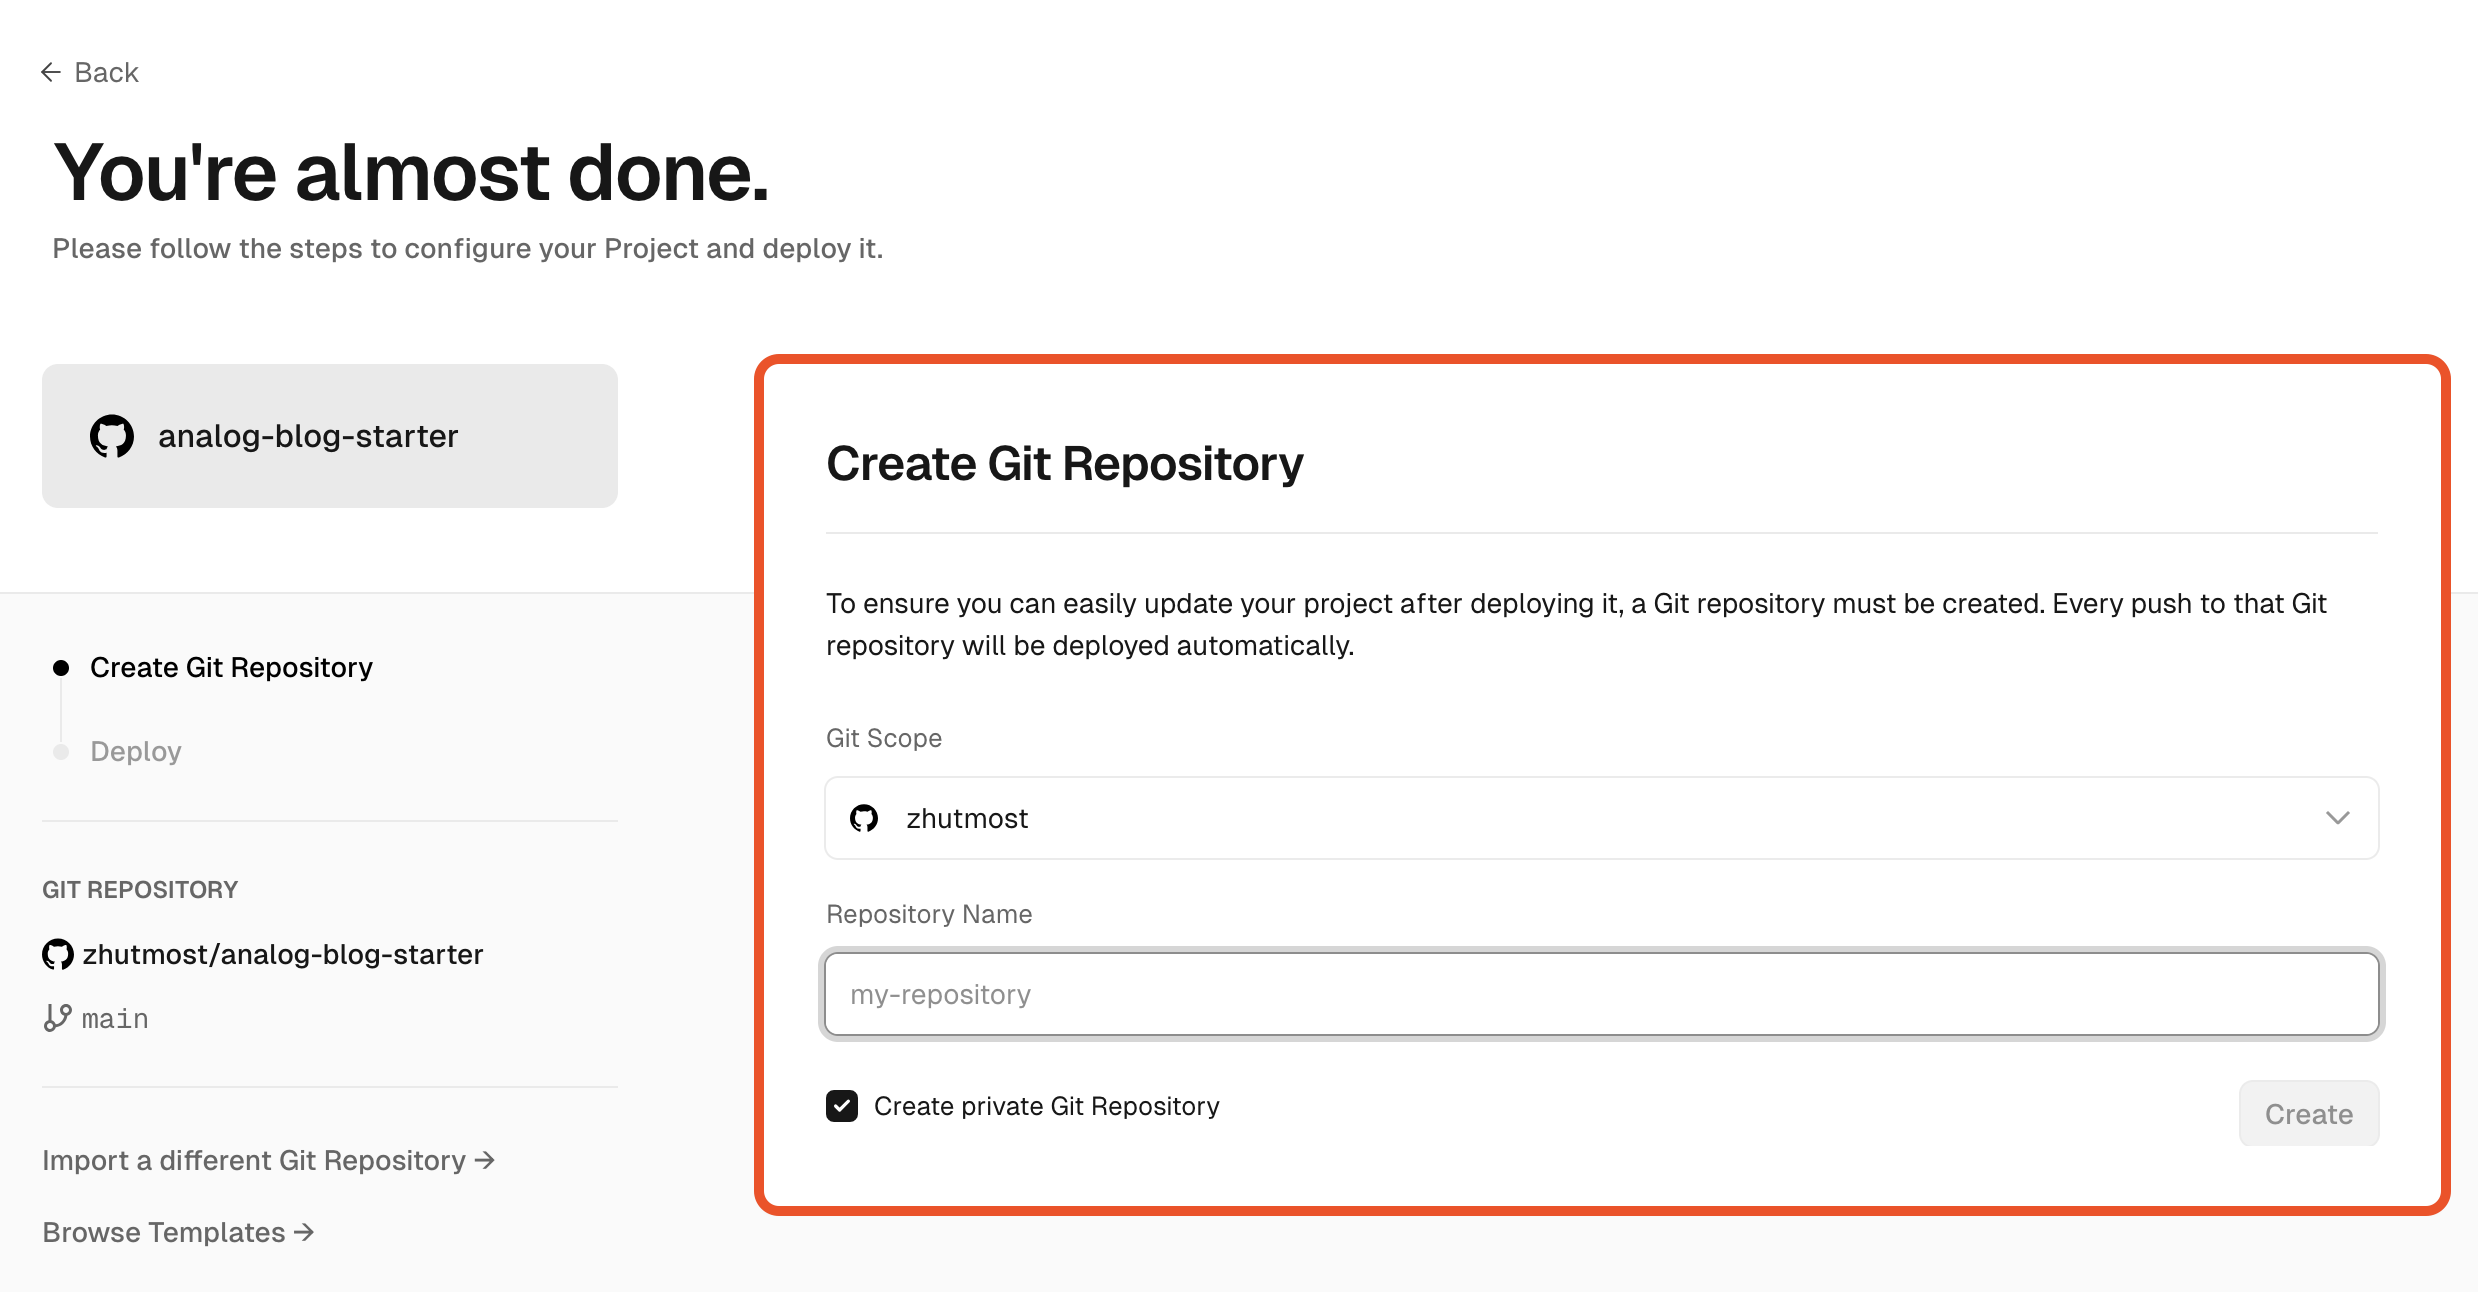 Back
You're almost done.
Please follow the steps to configure your Project and deploy it.
analog-blog-starter
Create Git Repository
Deploy
GIT REPOSITORY
zhutmost/analog-blog-starter
main
Import a different Git Repository
Browse Templates
Create Git Repository
To ensure you can easily update your project after deploying it, a Git repository must be created. Every push to that Git
repository will be deployed automatically.
Git Scope
zhutmost
Repository Name
my-repository
Create private Git Repository
Create